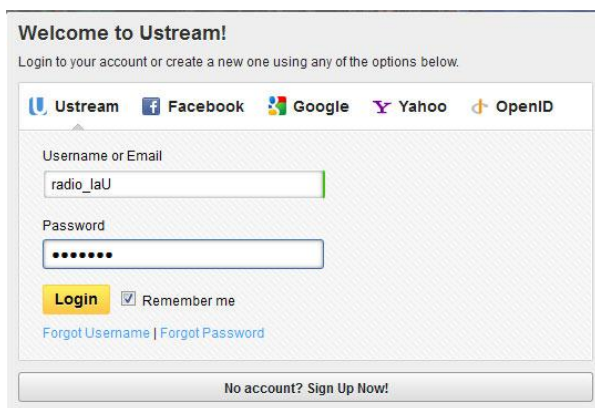 Welcome to Ustream!
Login to your account or create a new one using any of the options below.
Ustream Facebook Google Yahoo OpenID
Username or Email
radio_laU
Password
•••••••
Login Remember me
Forgot Username | Forgot Password
No account? Sign Up Now!